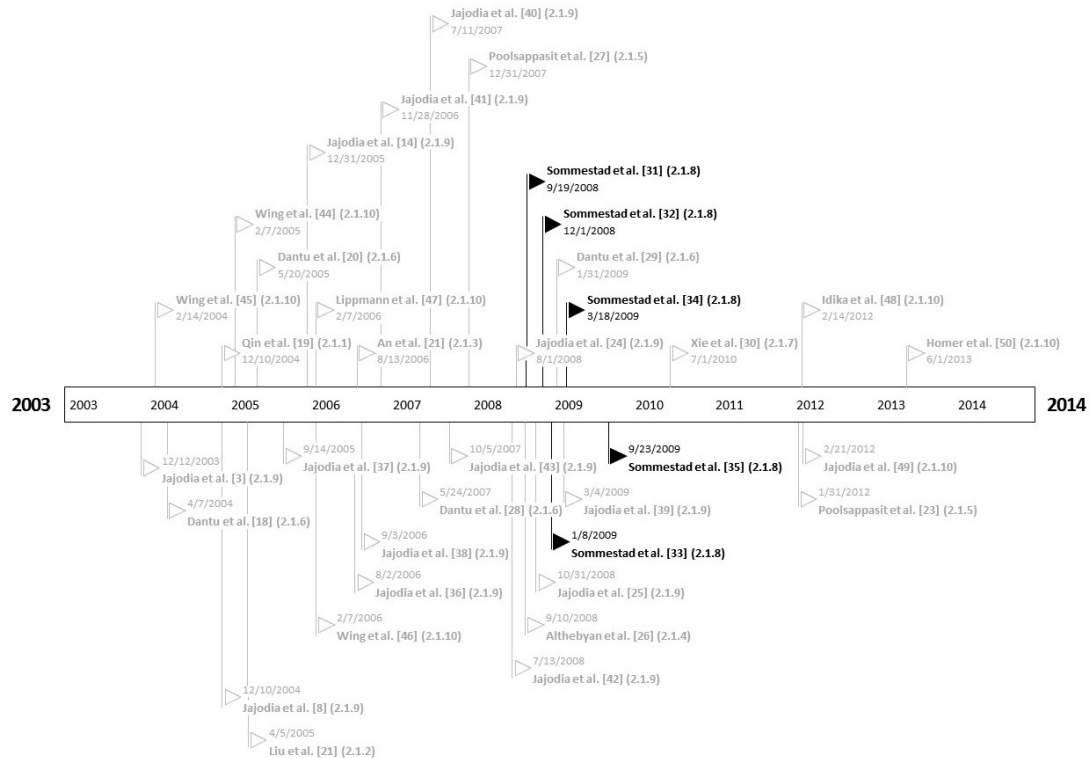 Jajodia et al. [40] (2.1.9)
7/11/2007
Poolsappasit et al. [27] (2.1.5)
12/31/2007
Jajodia et al. [41] (2.1.9)
11/28/2006
Jajodia et al. [14] (2.1.9)
12/31/2005
Sommestad et al. [31] (2.1.8)
9/19/2008
Wing et al. [44] (2.1.10)
2/7/2005
Sommestad et al. [32] (2.1.8)
12/1/2008
Dantu et al. [20] (2.1.6)
5/20/2005
Dantu et al. [29] (2.1.6)
1/31/2009
Wing et al. [45] (2.1.10)
2/14/2004
Lippmann et al. [47] (2.1.10)
2/7/2006
Sommestad et al. [34] (2.1.8)
3/18/2009
Idika et al. [48] (2.1.10)
2/14/2012
Qin et al. [19] (2.1.1)
12/10/2004
An et al. [21] (2.1.3)
8/13/2006
Jajodia et al. [24] (2.1.9)
8/1/2008
Xie et al. [30] (2.1.7)
7/1/2010
Homer et al. [50] (2.1.10)
6/1/2013
2003 2003 2004 2005 2006 2007 2008 2009 2010 2011 2012 2013 2014 2014
12/12/2003
Jajodia et al. [3] (2.1.9)
9/14/2005
Jajodia et al. [37] (2.1.9)
10/5/2007
Jajodia et al. [43] (2.1.9)
9/23/2009
Sommestad et al. [35] (2.1.8)
2/21/2012
Jajodia et al. [49] (2.1.10)
4/7/2004
Dantu et al. [18] (2.1.6)
5/24/2007
Dantu et al. [28] (2.1.6)
3/4/2009
Jajodia et al. [39] (2.1.9)
1/31/2012
Poolsappasit et al. [23] (2.1.5)
9/3/2006
Jajodia et al. [38] (2.1.9)
1/8/2009
Sommestad et al. [33] (2.1.8)
8/2/2006
Jajodia et al. [36] (2.1.9)
10/31/2008
Jajodia et al. [25] (2.1.9)
2/7/2006
Wing et al. [46] (2.1.10)
9/10/2008
Althebyan et al. [26] (2.1.4)
7/13/2008
Jajodia et al. [42] (2.1.9)
12/10/2004
Jajodia et al. [8] (2.1.9)
4/5/2005
Liu et al. [21] (2.1.2)